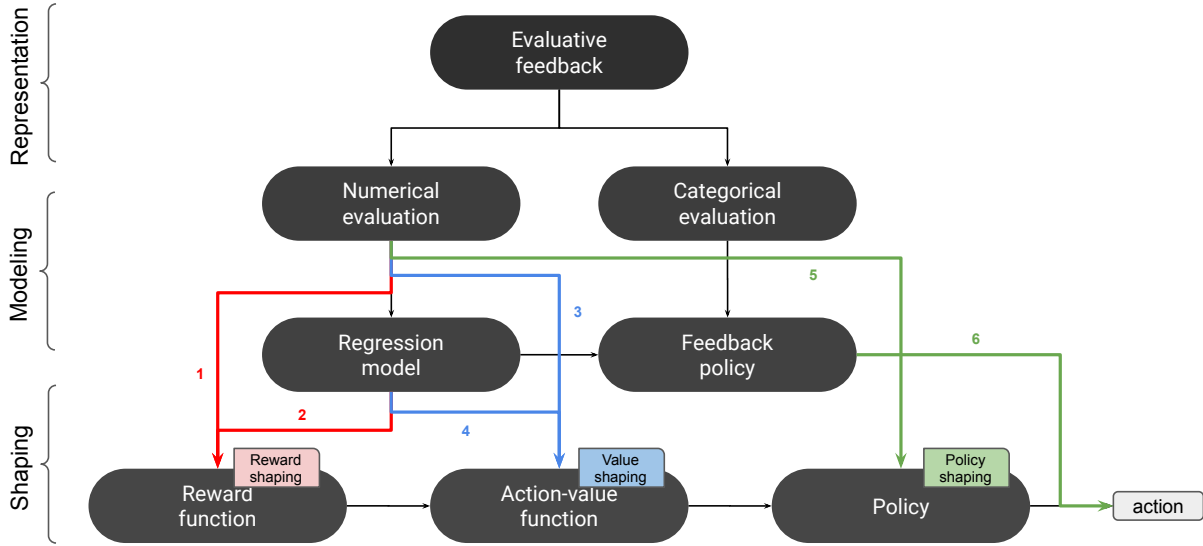 Representation
Evaluative
feedback
Modeling
Numerical
evaluation
Categorical
evaluation
5
3
6
Regression
model
Feedback
policy
1
2
4
Shaping
Reward
shaping
Value
shaping
Policy
shaping
Reward
function
Action-value
function
Policy
action